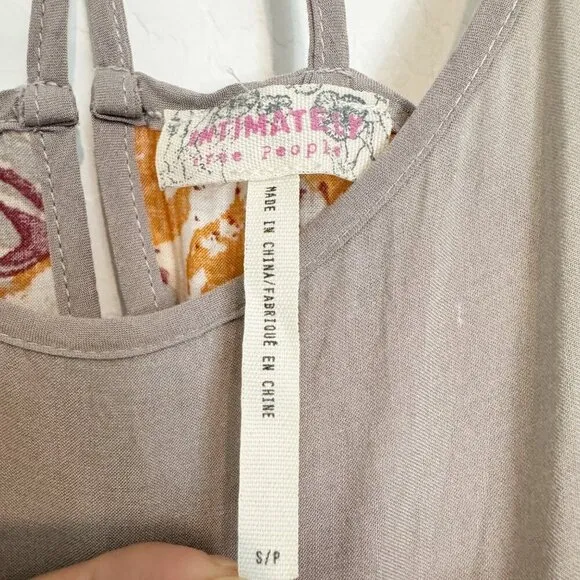 INTIMATELY
free people
MADE IN CHINA/FABRIQUÉ EN CHINE
S/P